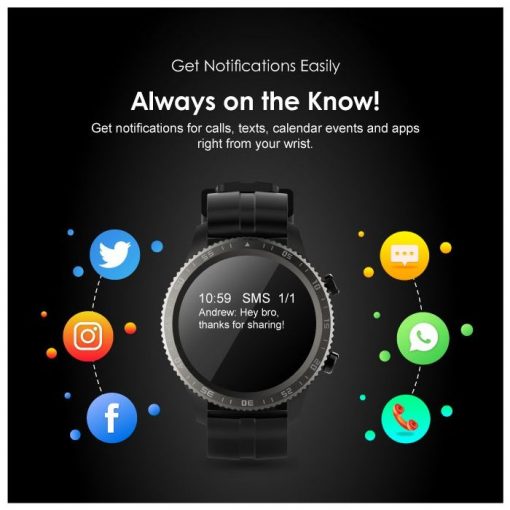 Get Notifications Easily
Always on the Know!
Get notifications for calls, texts, calendar events and apps
right from your wrist.
10:59 SMS 1/1
Andrew: Hey bro,
thanks for sharing!